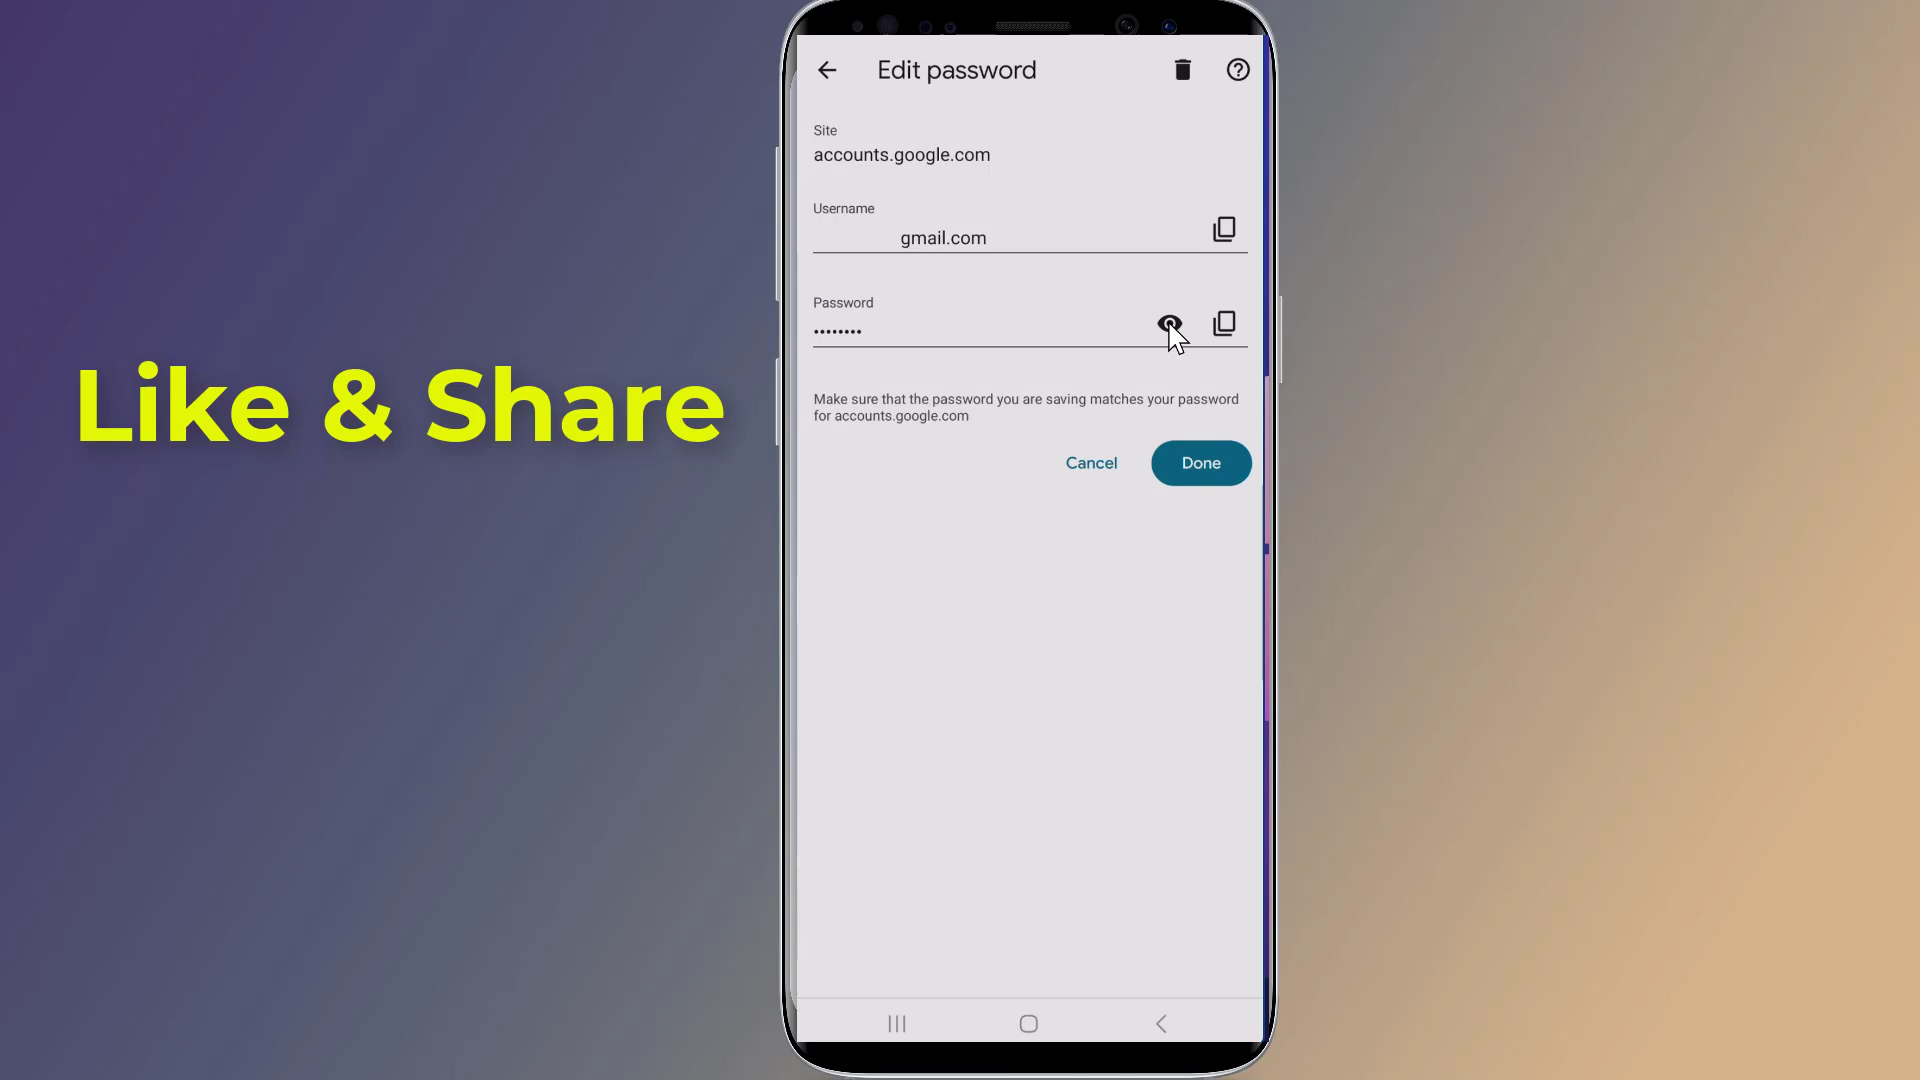 Like & Share
Edit password
Site
accounts.google.com
Username
gmail.com
Password
••••••••
Make sure that the password you are saving matches your password
for accounts.google.com
Cancel
Done